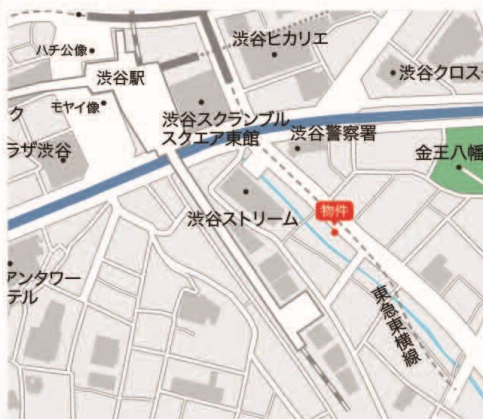 渋谷ヒカリエ
ハチ公像
渋谷駅
渋谷クロス
モヤイ像
渋谷スクランブル
スクエア東館
渋谷警察署
ク
ラザ渋谷
金王八幡
渋谷ストリーム
物件
アンタワー
テル
東急東横線